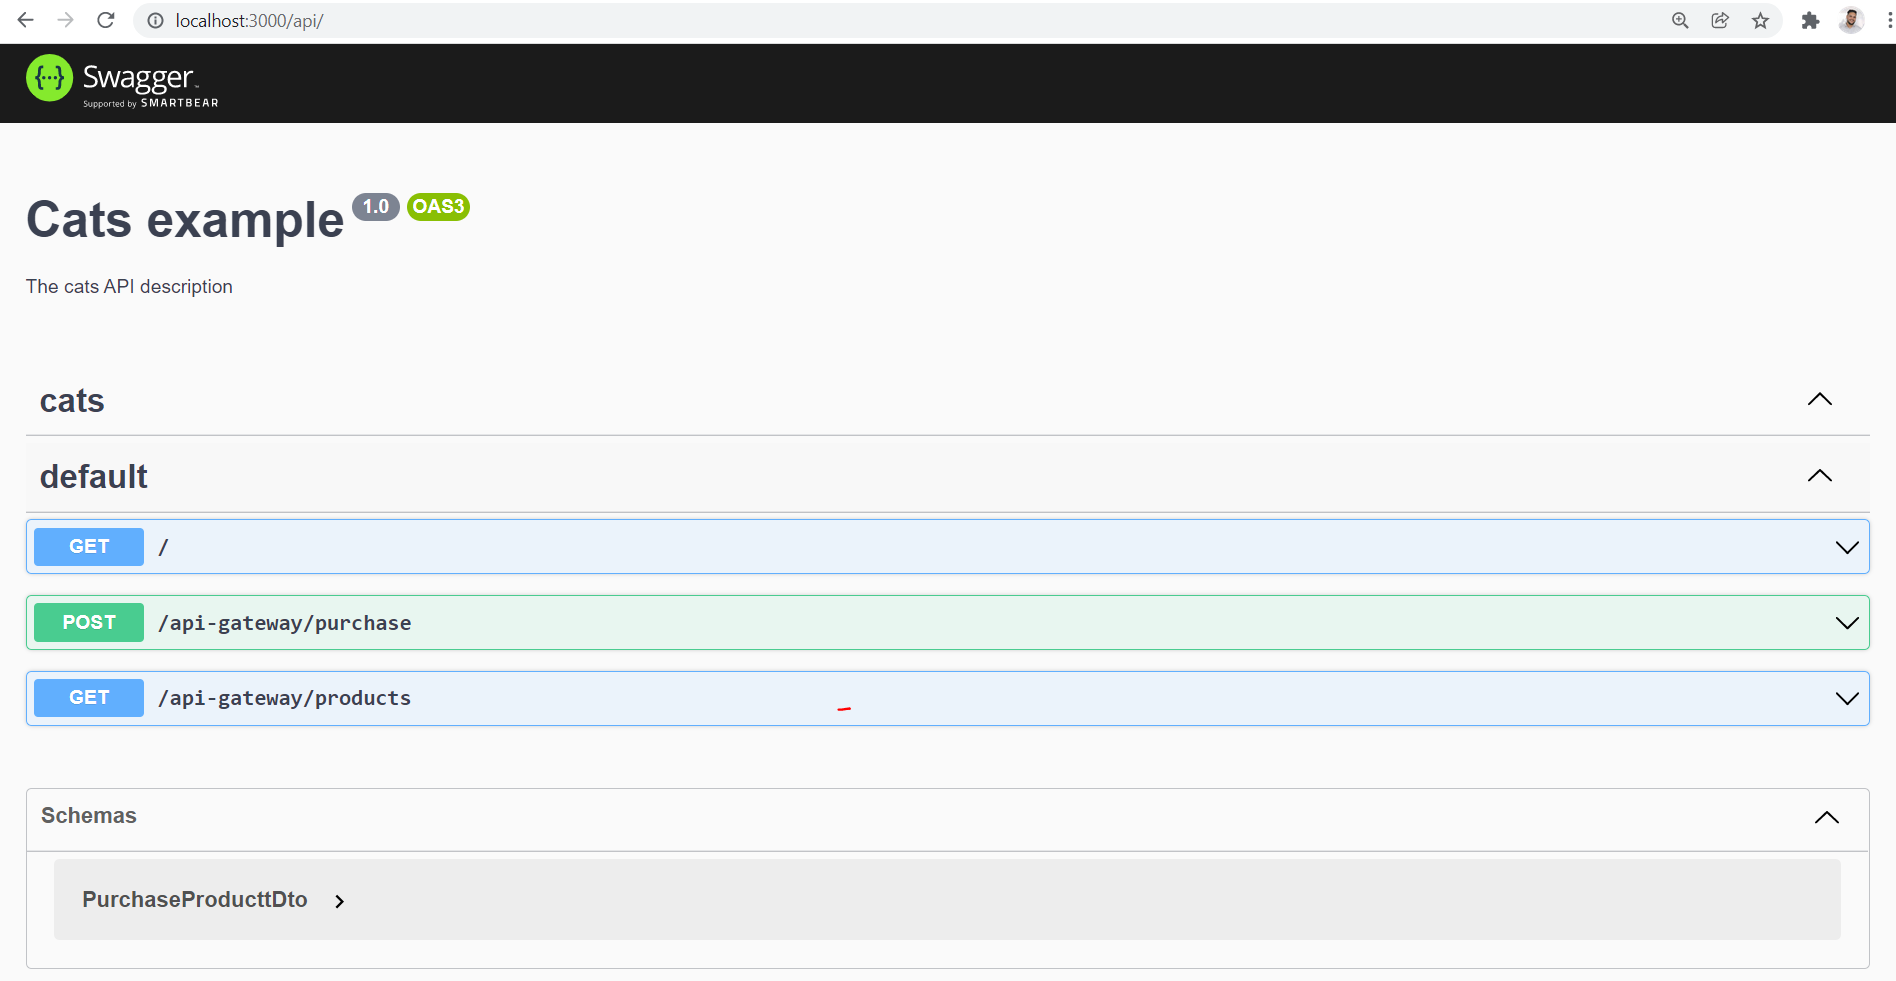 localhost:3000/api/
{···} Swagger™
Supported by SMARTBEAR
Cats example 1.0 OAS3
The cats API description
cats
default
GET /
POST /api-gateway/purchase
GET /api-gateway/products
Schemas
PurchaseProducttDto